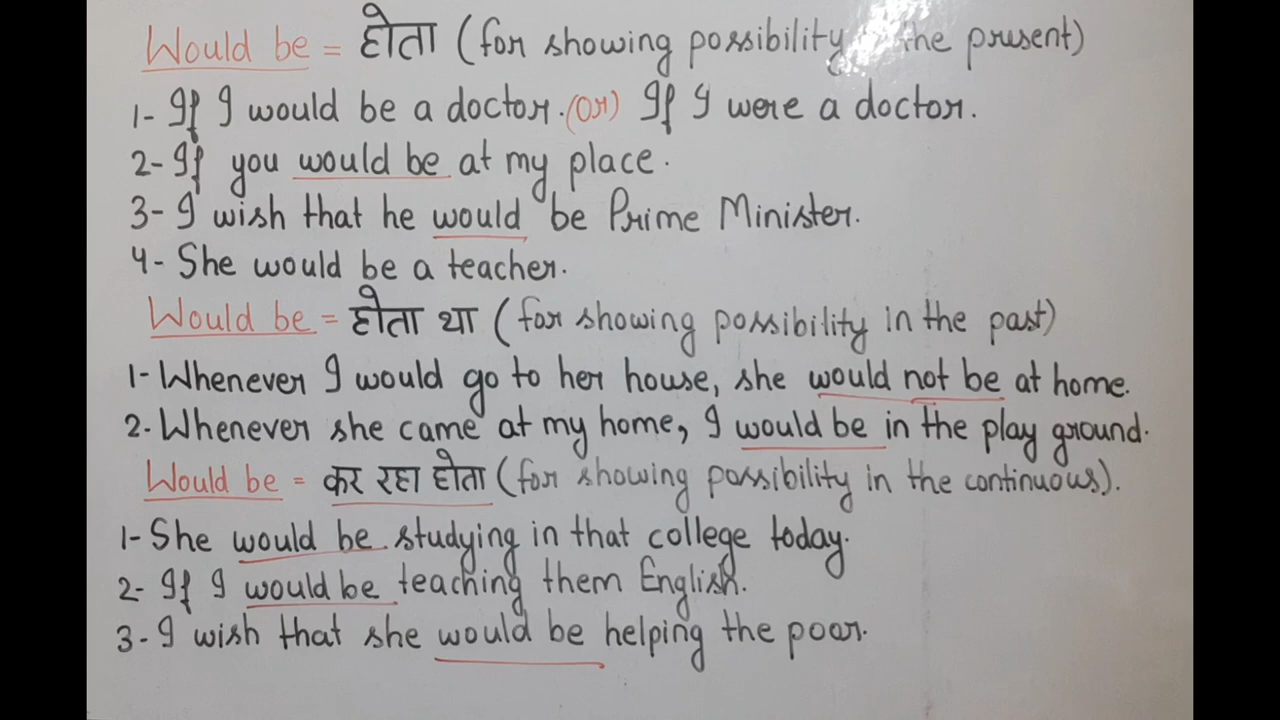 Would be = होता (for showing possibility the present)
1- If I would be a doctor. (Or) If I were a doctor.
2- If you would be at my place.
3- I wish that he would be Prime Minister.
4- She would be a teacher.
Would be = होता था (for showing possibility in the past)
1- Whenever I would go to her house, she would not be at home.
2. Whenever she came at my home, I would be in the play ground.
Would be = कर रहा होता (for showing possibility in the continuous).
1- She would be studying in that college today.
2- If I would be teaching them English.
3- I wish that she would be helping the poor.